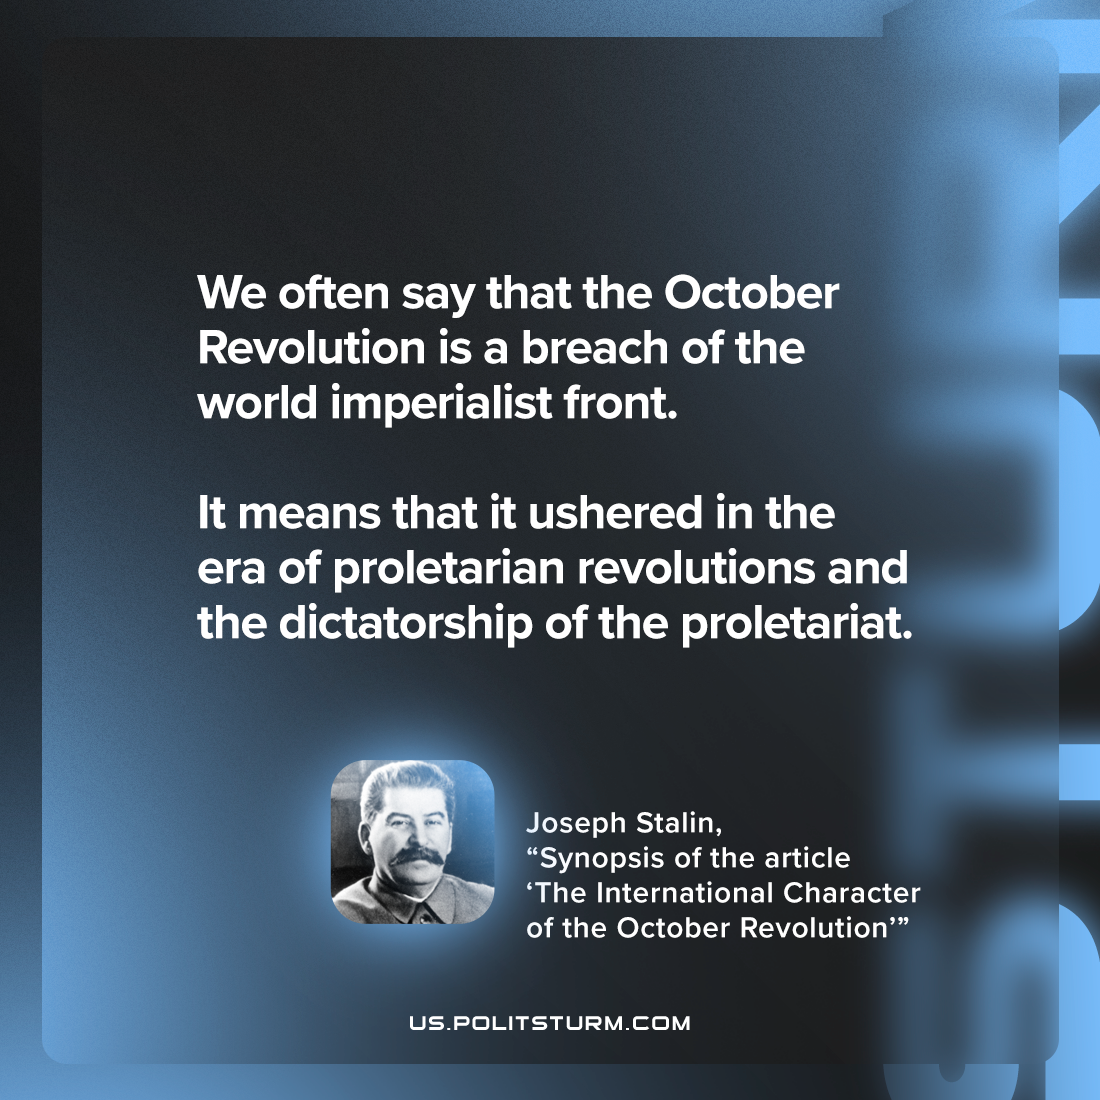 We often say that the October
Revolution is a breach of the
world imperialist front.
It means that it ushered in the
era of proletarian revolutions and
the dictatorship of the proletariat.
Joseph Stalin,
“Synopsis of the article
‘The International Character
of the October Revolution’”
US.POLITSTURM.COM